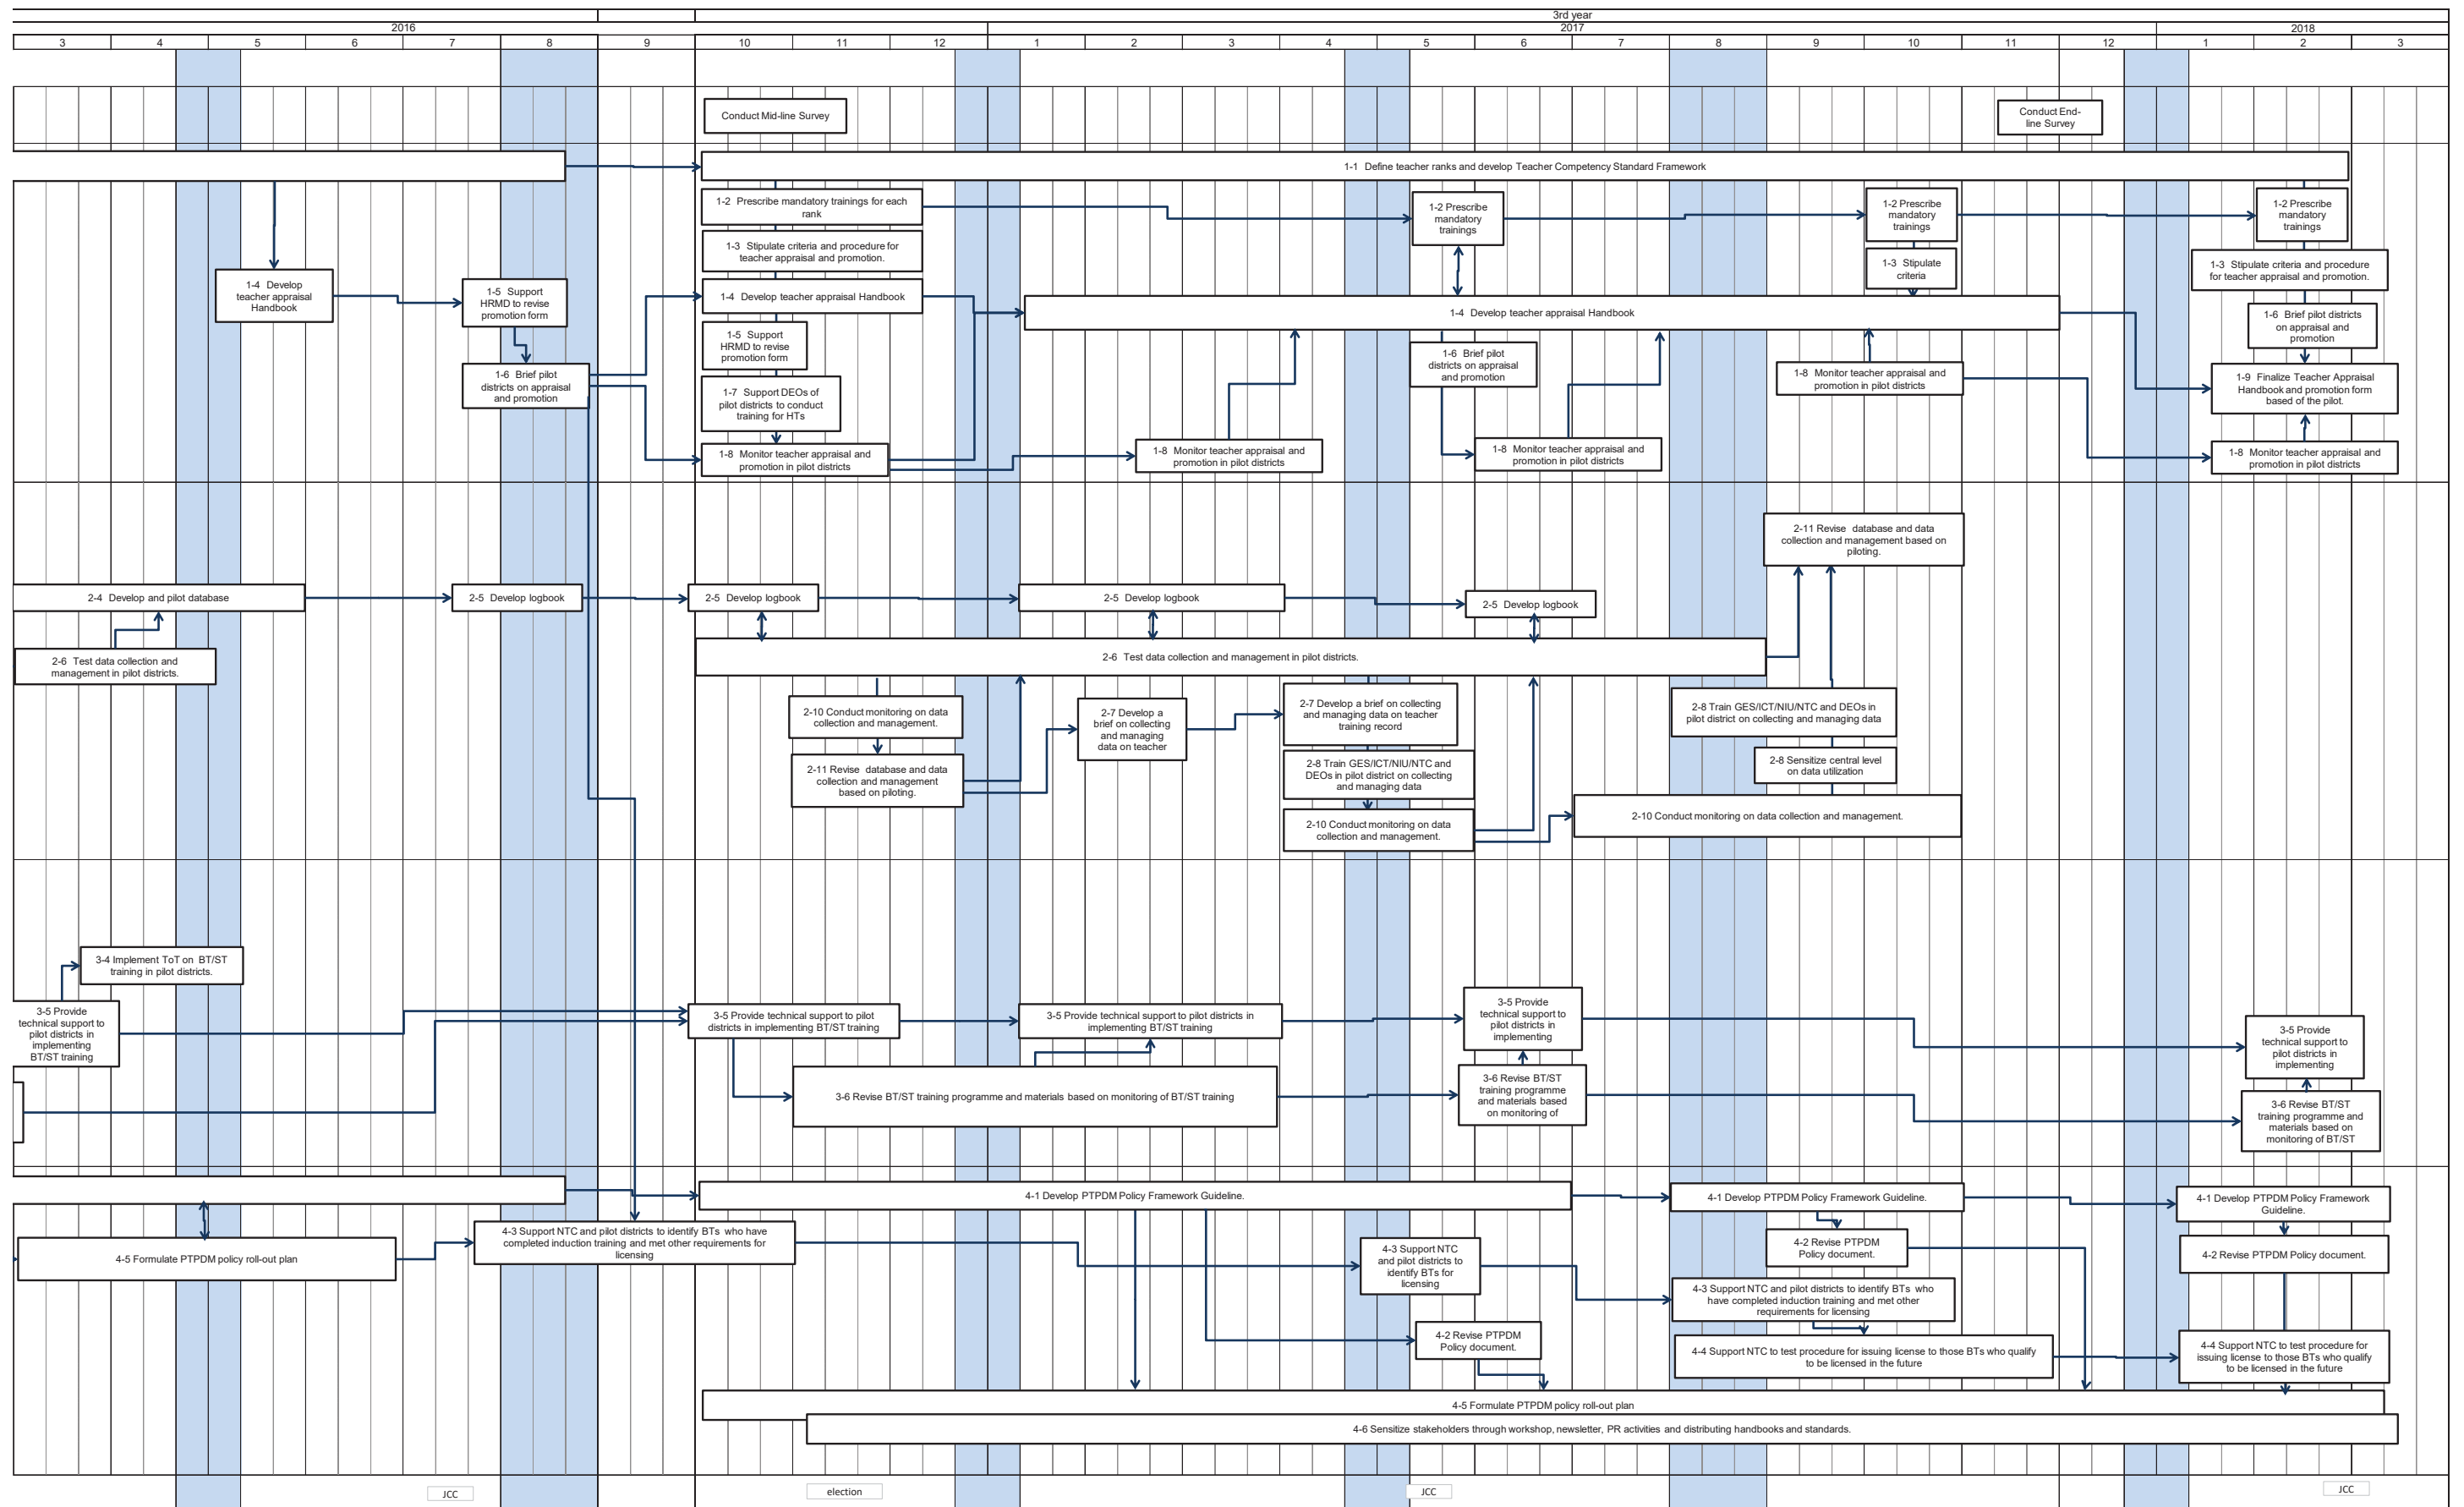 3rd year
2016
2017
2018
3 4 5 6 7 8 9 10 11 12 1 2 3 4 5 6 7 8 9 10 11 12 1 2 3
Conduct Mid-line Survey
Conduct End-
line Survey
1-1 Define teacher ranks and develop Teacher Competency Standard Framework
1-2 Prescribe mandatory trainings for each
rank
1-2 Prescribe
mandatory
trainings
1-2 Prescribe
mandatory
trainings
1-2 Prescribe
mandatory
trainings
1-3 Stipulate criteria and procedure for
teacher appraisal and promotion.
1-3 Stipulate
criteria
1-3 Stipulate criteria and procedure
for teacher appraisal and promotion.
1-4 Develop
teacher appraisal
Handbook
1-5 Support
HRMD to revise
promotion form
1-4 Develop teacher appraisal Handbook
1-4 Develop teacher appraisal Handbook
1-6 Brief pilot
districts on appraisal
and promotion
1-5 Support
HRMD to revise
promotion form
1-6 Brief pilot
districts on appraisal
and promotion
1-6 Brief pilot districts
on appraisal and
promotion
1-7 Support DEOs of
pilot districts to conduct
training for HTs
1-8 Monitor teacher appraisal and
promotion in pilot districts
1-9 Finalize Teacher Appraisal
Handbook and promotion form
based of the pilot.
1-8 Monitor teacher appraisal and
promotion in pilot districts
1-8 Monitor teacher appraisal and
promotion in pilot districts
1-8 Monitor teacher appraisal and
promotion in pilot districts
1-8 Monitor teacher appraisal and
promotion in pilot districts
2-11 Revise database and data
collection and management based on
piloting.
2-4 Develop and pilot database
2-5 Develop logbook
2-5 Develop logbook
2-5 Develop logbook
2-5 Develop logbook
2-6 Test data collection and
management in pilot districts.
2-6 Test data collection and management in pilot districts.
2-10 Conduct monitoring on data
collection and management.
2-7 Develop a
brief on collecting
and managing
data on teacher
2-7 Develop a brief on collecting
and managing data on teacher
training record
2-8 Train GES/ICT/NIU/NTC and DEOs in
pilot district on collecting and managing data
2-11 Revise database and data
collection and management
based on piloting.
2-8 Train GES/ICT/NIU/NTC and
DEOs in pilot district on collecting
and managing data
2-8 Sensitize central level
on data utilization
2-10 Conduct monitoring on data
collection and management.
2-10 Conduct monitoring on data collection and management.
3-4 Implement ToT on BT/ST
training in pilot districts.
3-5 Provide
technical support to
pilot districts in
implementing
BT/ST training
3-5 Provide technical support to pilot
districts in implementing BT/ST training
3-5 Provide technical support to pilot districts in
implementing BT/ST training
3-5 Provide
technical support to
pilot districts in
implementing
3-5 Provide
technical support to
pilot districts in
implementing
3-6 Revise BT/ST training programme and materials based on monitoring of BT/ST training
3-6 Revise BT/ST
training programme
and materials based
on monitoring of
3-6 Revise BT/ST
training programme and
materials based on
monitoring of BT/ST
4-1 Develop PTPDM Policy Framework Guideline.
4-1 Develop PTPDM Policy Framework Guideline.
4-1 Develop PTPDM Policy Framework
Guideline.
4-5 Formulate PTPDM policy roll-out plan
4-3 Support NTC and pilot districts to identify BTs who have
completed induction training and met other requirements for
licensing
4-3 Support NTC
and pilot districts to
identify BTs for
licensing
4-2 Revise PTPDM
Policy document.
4-2 Revise PTPDM Policy document.
4-3 Support NTC and pilot districts to identify BTs who
have completed induction training and met other
requirements for licensing
4-2 Revise PTPDM
Policy document.
4-4 Support NTC to test procedure for issuing license to those BTs who qualify
to be licensed in the future
4-4 Support NTC to test procedure for
issuing license to those BTs who qualify
to be licensed in the future
4-5 Formulate PTPDM policy roll-out plan
4-6 Sensitize stakeholders through workshop, newsletter, PR activities and distributing handbooks and standards.
JCC
election
JCC
JCC